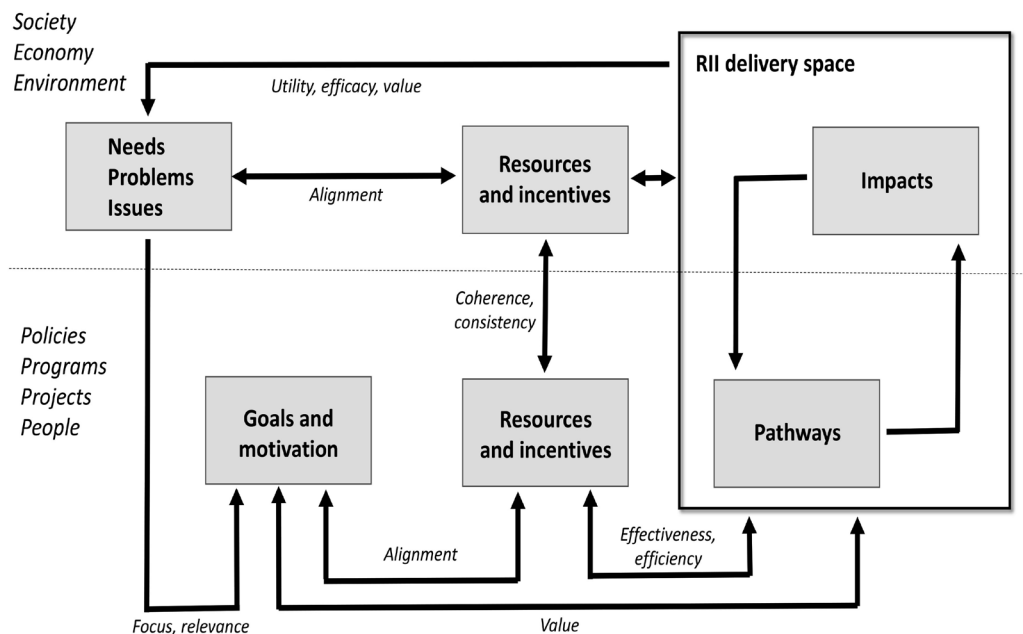 Society
Economy
Environment
RII delivery space
Utility, efficacy, value
Needs
Problems
Issues
Alignment
Resources
and incentives
Impacts
Coherence,
consistency
Policies
Programs
Projects
People
Goals and
motivation
Resources
and incentives
Pathways
Alignment
Effectiveness,
efficiency
Focus, relevance
Value